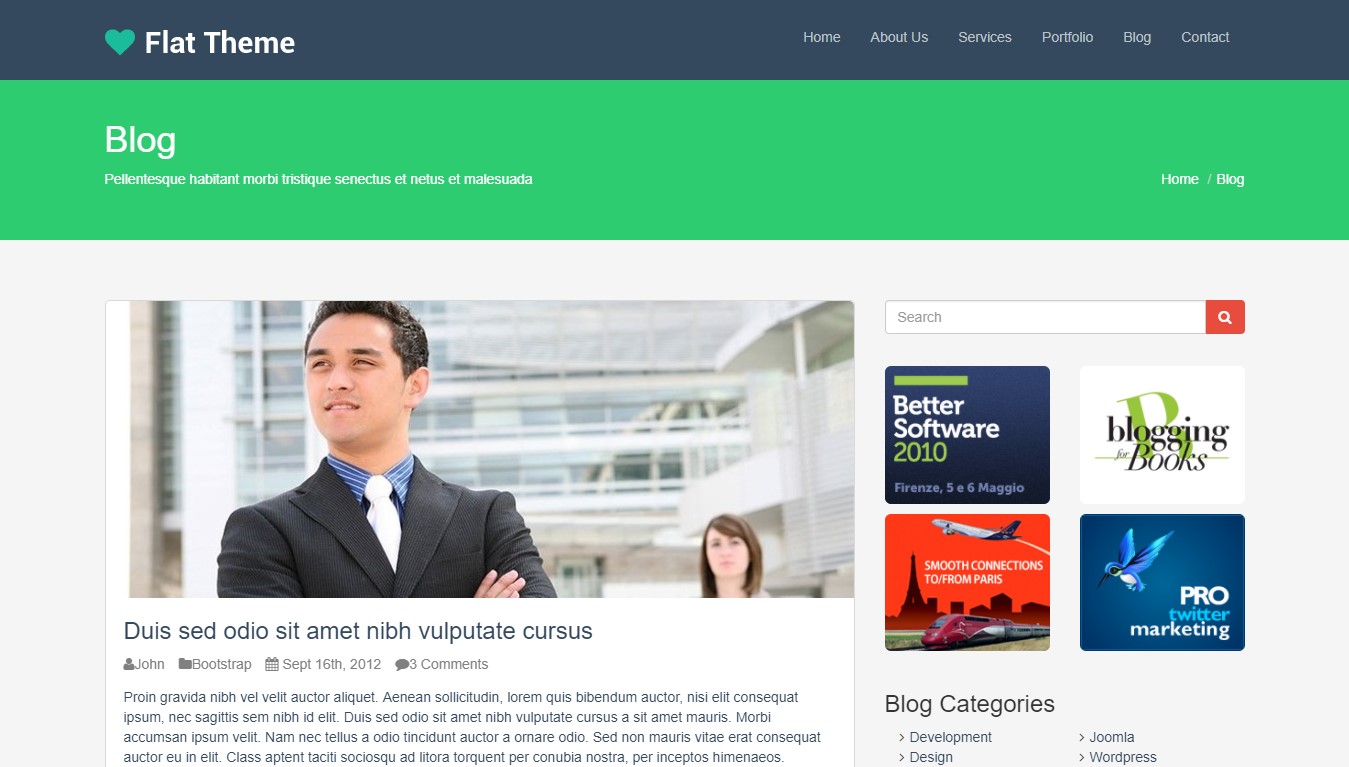 Flat Theme
Home About Us Services Portfolio Blog Contact
Blog
Pellentesque habitant morbi tristique senectus et netus et malesuada
Home / Blog
Duis sed odio sit amet nibh vulputate cursus
John Bootstrap Sept 16th, 2012 3 Comments
Proin gravida nibh vel velit auctor aliquet. Aenean sollicitudin, lorem quis bibendum auctor, nisi elit consequat
ipsum, nec sagittis sem nibh id elit. Duis sed odio sit amet nibh vulputate cursus a sit amet mauris. Morbi
accumsan ipsum velit. Nam nec tellus a odio tincidunt auctor a ornare odio. Sed non mauris vitae erat consequat
auctor eu in elit. Class aptent taciti sociosqu ad litora torquent per conubia nostra, per inceptos himenaeos.
Search
Better
Software
2010
Firenze, 5 e 6 Maggio
B
blogging
for Books
SMOOTH CONNECTIONS
TO/FROM PARIS
PRO
twitter
marketing
Blog Categories
Development
Joomla
Design
Wordpress